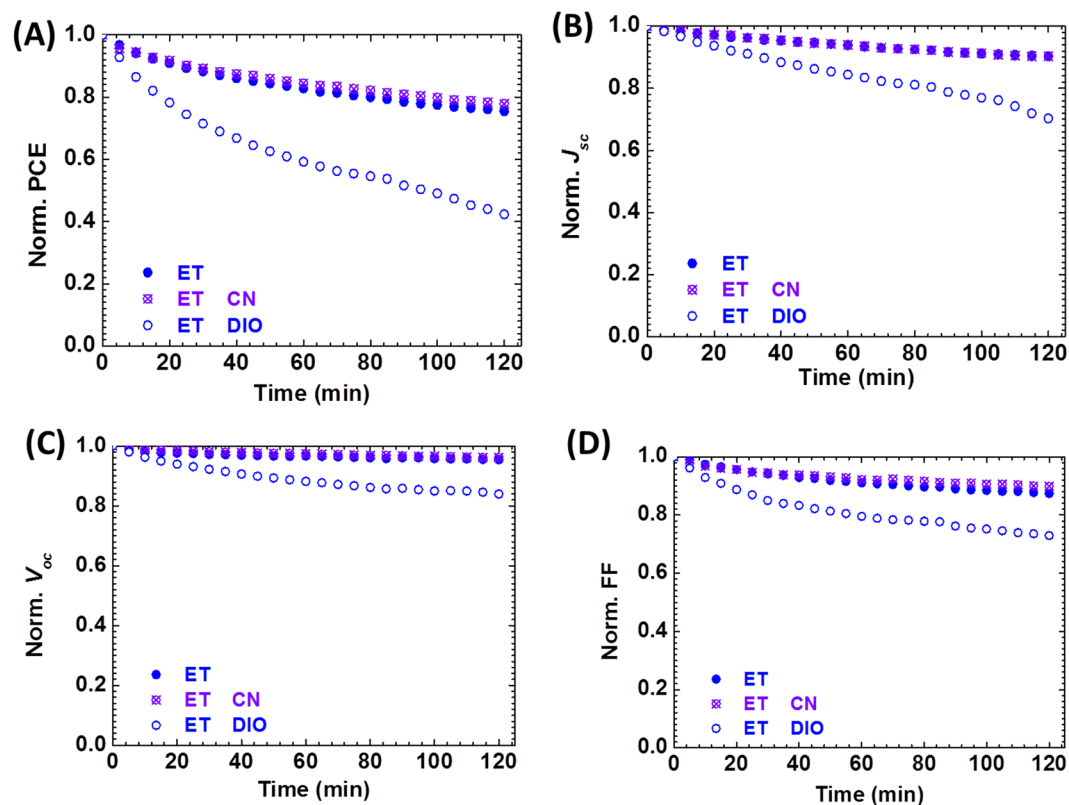 (A)
Norm. PCE
1.0
0.8
0.6
0.4
0.2
0.0
ET
ET CN
ET DIO
0 20 40 60 80 100 120
Time (min)
(B)
Norm. Jsc
1.0
0.8
0.6
0.4
0.2
0.0
ET
ET CN
ET DIO
0 20 40 60 80 100 120
Time (min)
(C)
Norm. Voc
1.0
0.8
0.6
0.4
0.2
0.0
ET
ET CN
ET DIO
0 20 40 60 80 100 120
Time (min)
(D)
Norm. FF
1.0
0.8
0.6
0.4
0.2
0.0
ET
ET CN
ET DIO
0 20 40 60 80 100 120
Time (min)